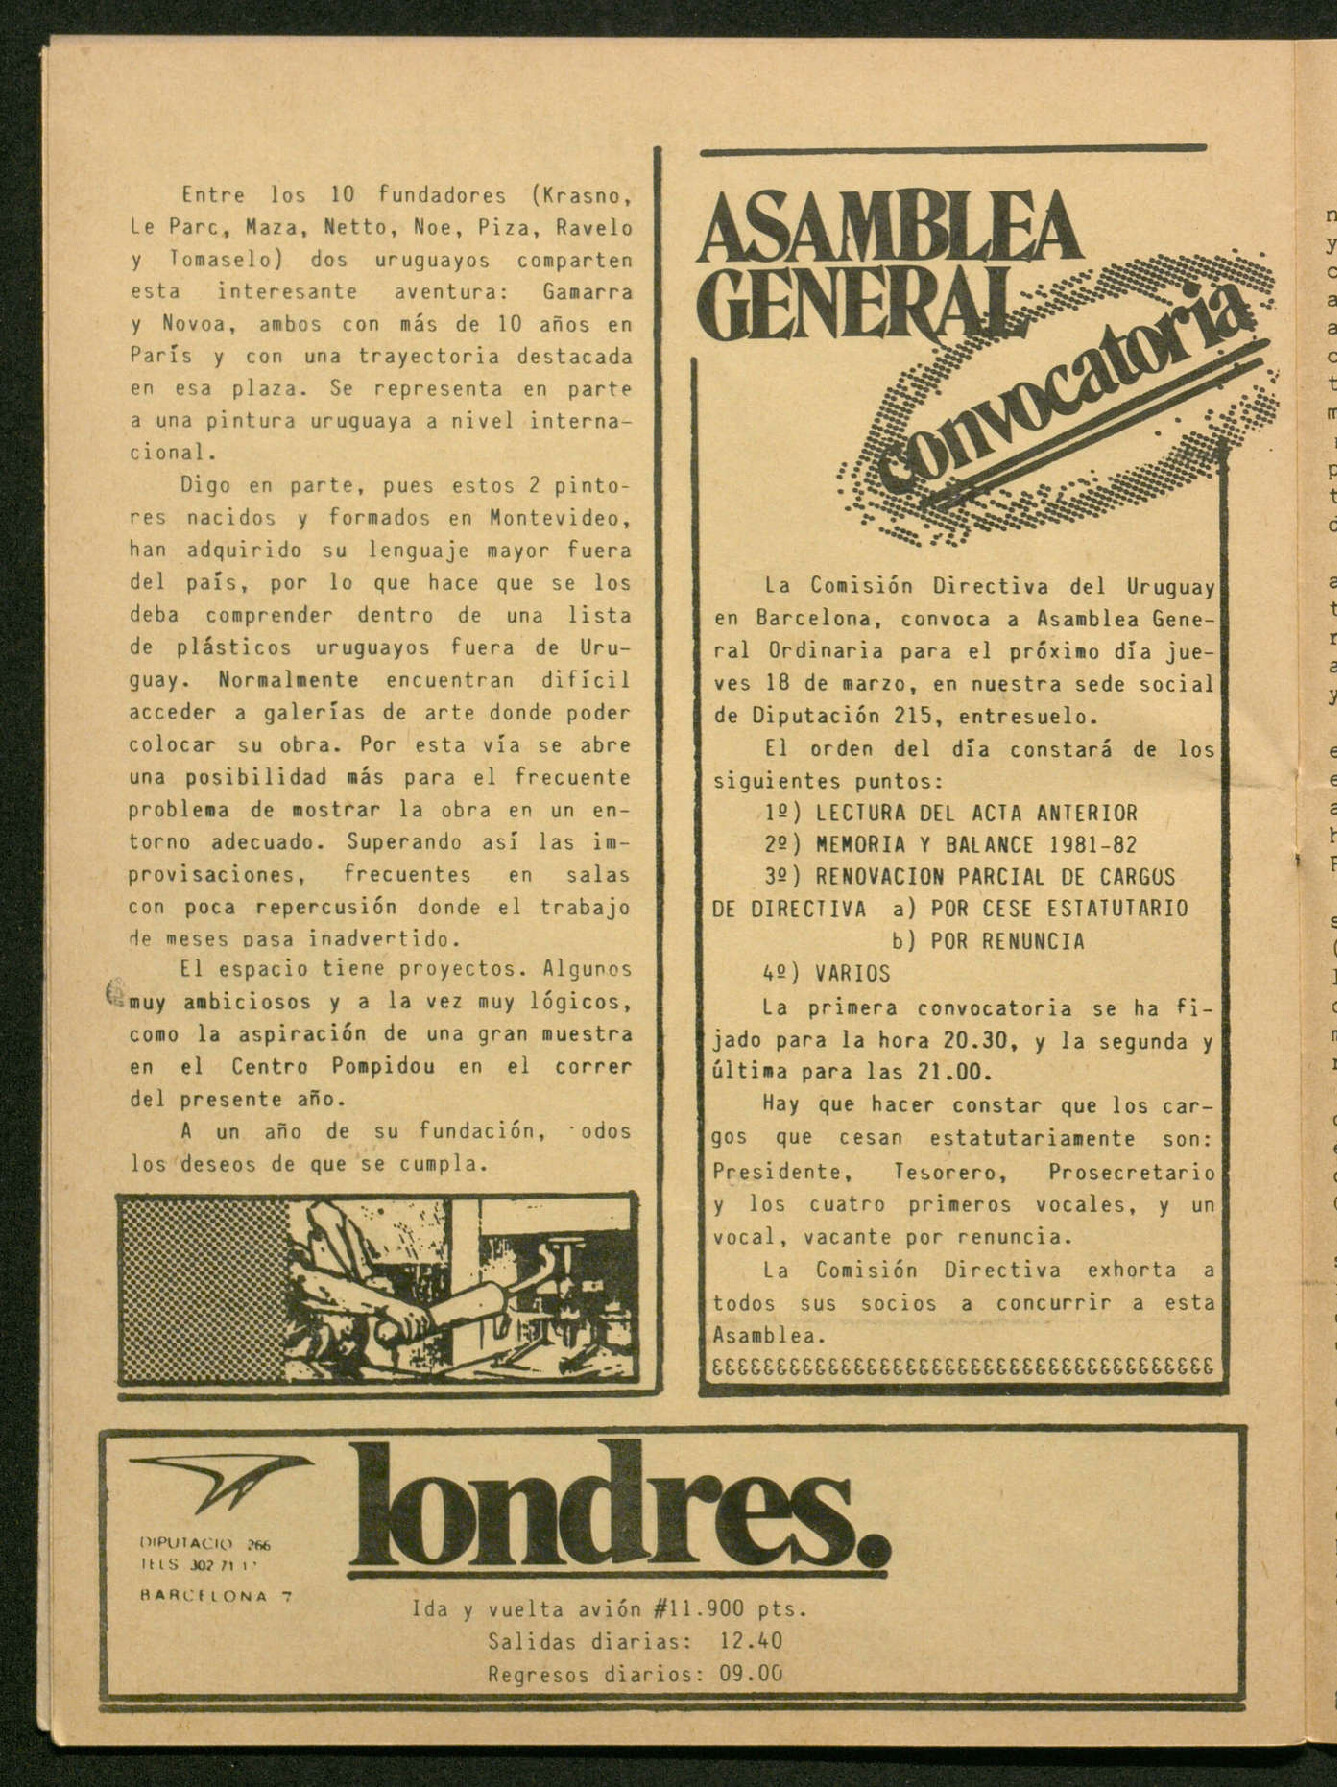 Entre los 10 fundadores (Krasno,
Le Parc, Maza, Netto, Noe, Piza, Ravelo
y Tomaselo) dos uruguayos comparten
esta interesante aventura: Gamarra
y Novoa, ambos con más de 10 años en
París y con una trayectoria destacada
en esa plaza. Se representa en parte
a una pintura uruguaya a nivel interna-
cional.
Digo en parte, pues estos 2 pinto-
res nacidos y formados en Montevideo,
han adquirido su lenguaje mayor fuera
del país, por lo que hace que se los
deba comprender dentro de una lista
de plásticos uruguayos fuera de Uru-
guay. Normalmente encuentran difícil
acceder a galerías de arte donde poder
colocar su obra. Por esta vía se abre
una posibilidad más para el frecuente
problema de mostrar la obra en un en-
torno adecuado. Superando así las im-
provisaciones, frecuentes en salas
con poca repercusión donde el trabajo
de meses pasa inadvertido.
El espacio tiene proyectos. Algunos
muy ambiciosos y a la vez muy lógicos,
como la aspiración de una gran muestra
en el Centro Pompidou en el correr
del presente año.
A un año de su fundación, odos
los deseos de que se cumpla.
ASAMBLEA
GENERAL
convocatoria
La Comisión Directiva del Uruguay
en Barcelona, convoca a Asamblea Gene-
ral Ordinaria para el próximo día jue-
ves 18 de marzo, en nuestra sede social
de Diputación 215, entresuelo.
El orden del día constará de los
siguientes puntos:
1º) LECTURA DEL ACTA ANTERIOR
2º) MEMORIA Y BALANCE 1981-82
3º) RENOVACION PARCIAL DE CARGOS
DE DIRECTIVA a) POR CESE ESTATUTARIO
b) POR RENUNCIA
4º) VARIOS
La primera convocatoria se ha fi-
jado para la hora 20.30, y la segunda y
última para las 21.00.
Hay que hacer constar que los car-
gos que cesan estatutariamente son:
Presidente, Tesorero, Prosecretario
y los cuatro primeros vocales, y un
vocal, vacante por renuncia.
La Comisión Directiva exhorta a
todos sus socios a concurrir a esta
Asamblea.
&&&&&&&&&&&&&&&&&&&&&&&&&&&&&&&&&&&&&&&
DIPUTACIO 266
TELS 302 71
BARCELONA 7
londres.
Ida y vuelta avión #11.900 pts.
Salidas diarias: 12.40
Regresos diarios: 09.00